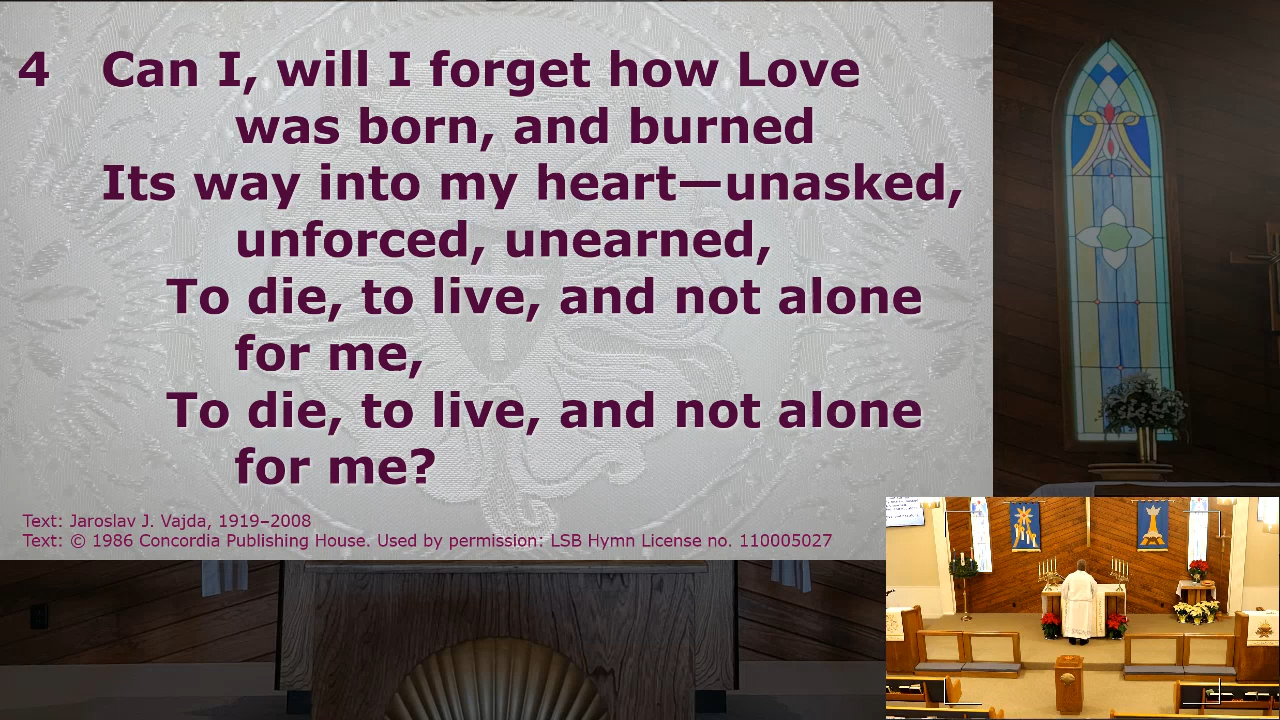 4 Can I, will I forget how Love
was born, and burned
Its way into my heart—unasked,
unforced, unearned,
To die, to live, and not alone
for me,
To die, to live, and not alone
for me?
Text: Jaroslav J. Vajda, 1919–2008
Text: © 1986 Concordia Publishing House. Used by permission: LSB Hymn License no. 110005027